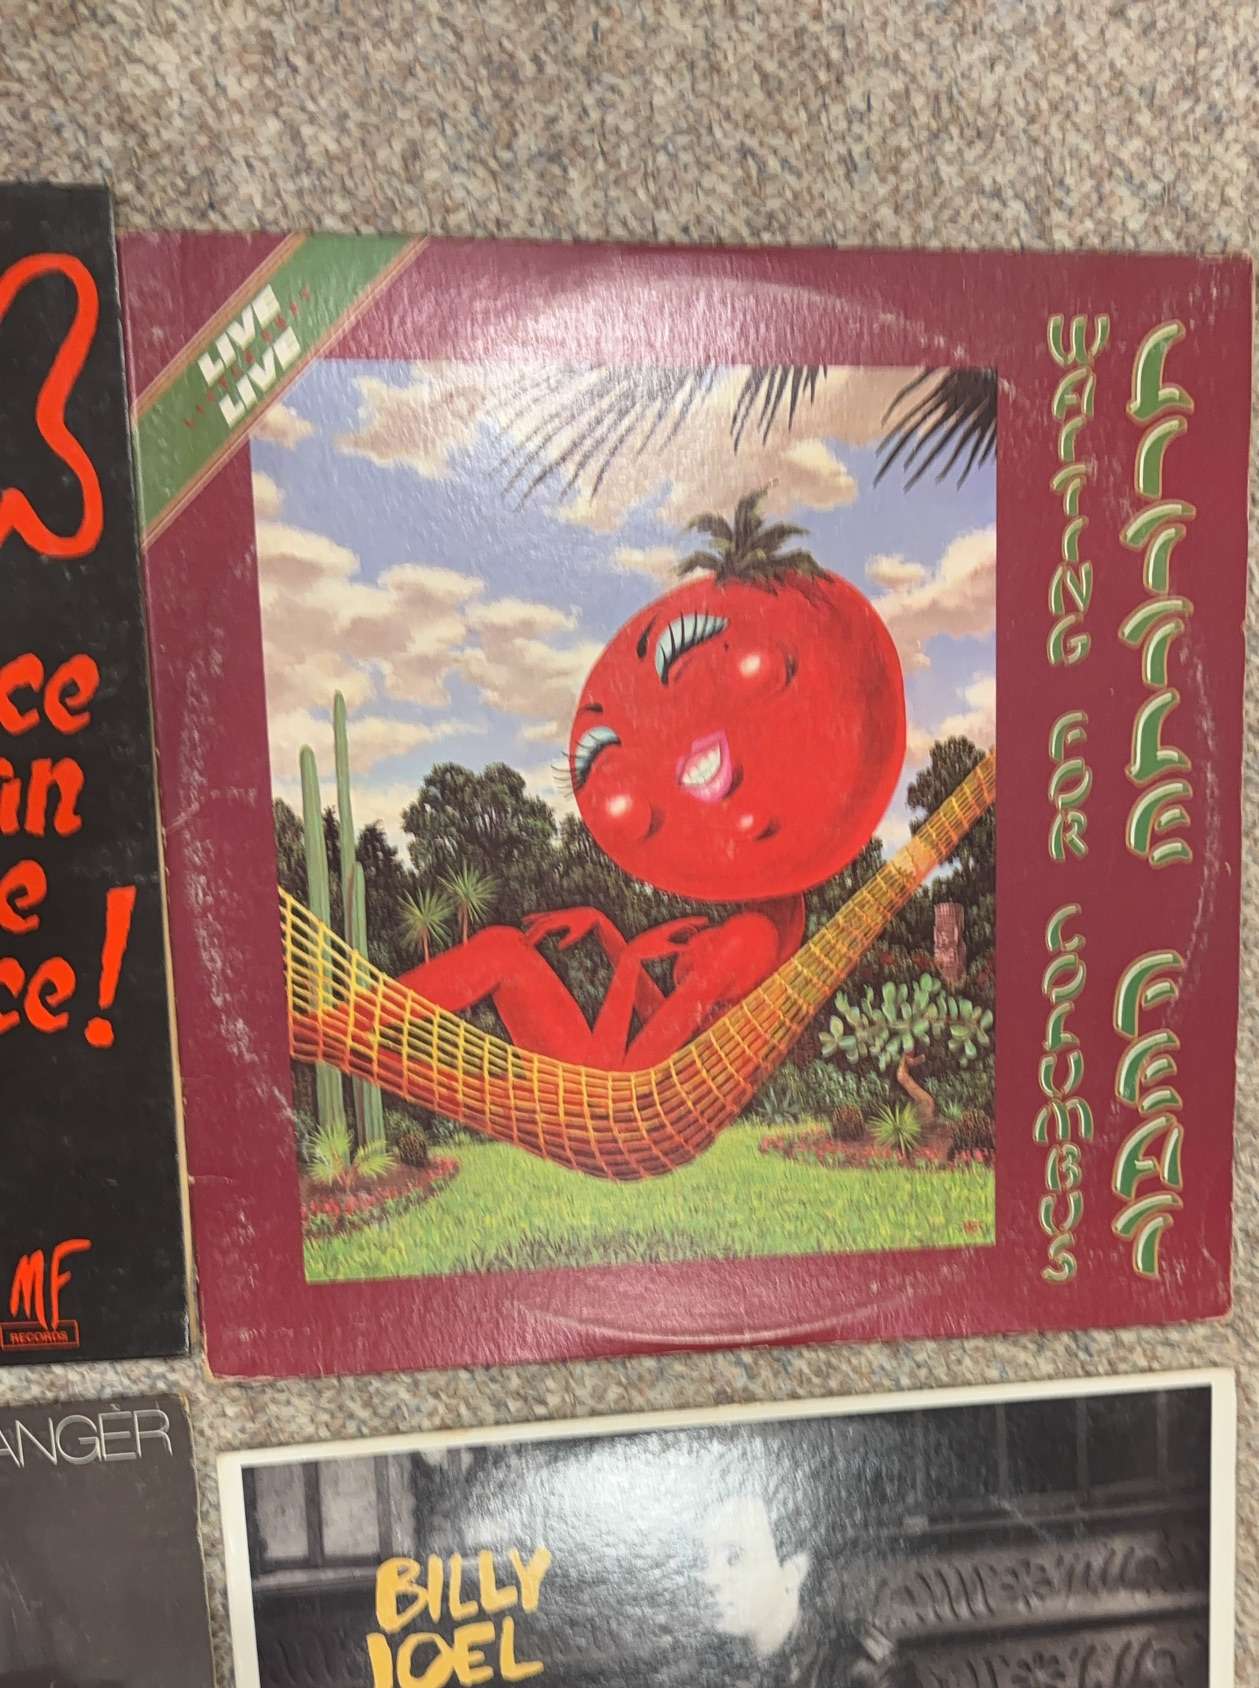 LIVE
LIVE
LITTLE FEAT
WAITING FOR COLUMBUS
ce
in
e
ce!
MF
RECORDS
ANGER
BILLY
JOEL